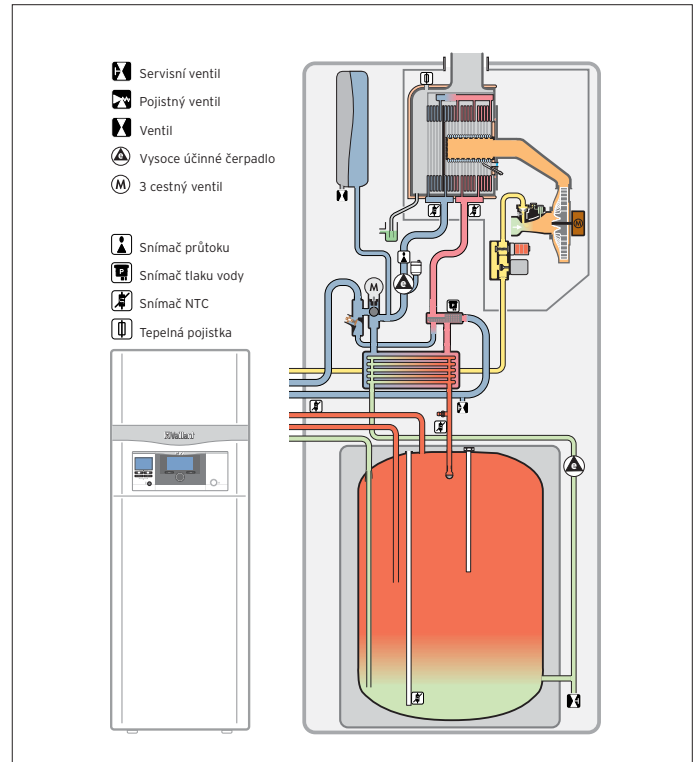 Servisní ventil
Pojistný ventil
Ventil
e Vysoce účinné čerpadlo
M 3 cestný ventil
Snímač průtoku
P Snímač tlaku vody
Snímač NTC
Tepelná pojistka
Vaillant
M
e
P
M
e